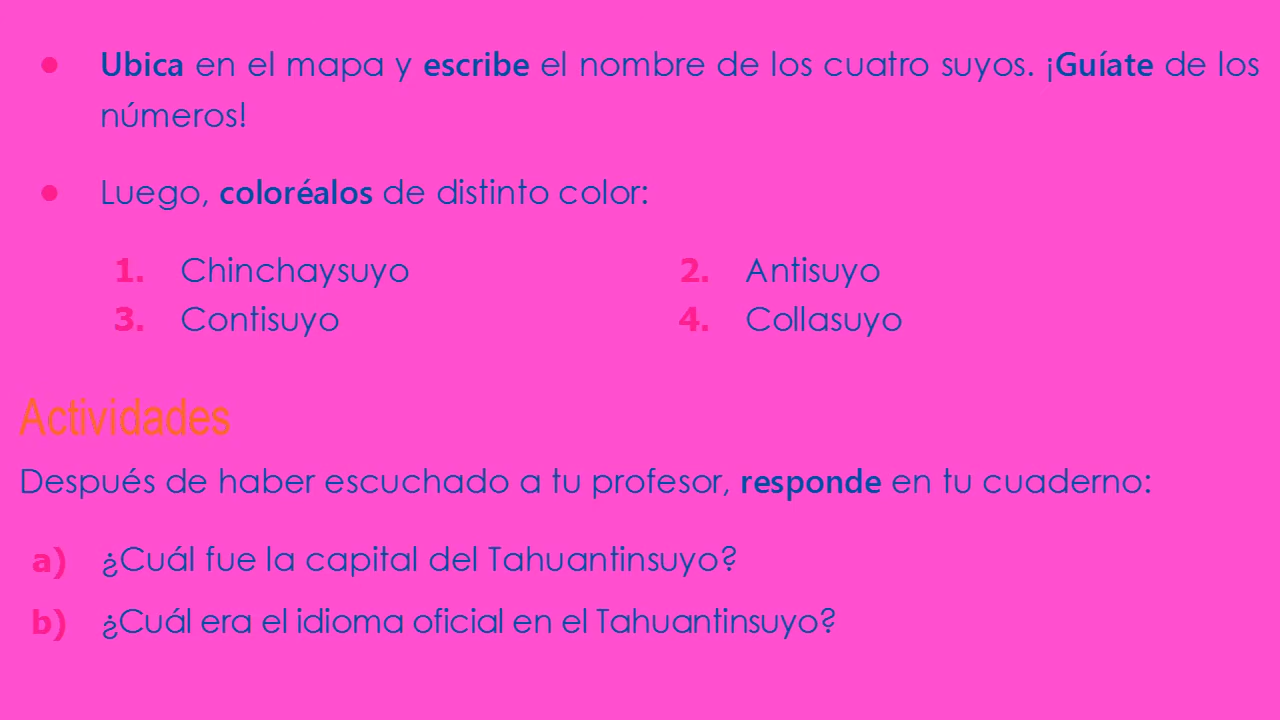 ● Ubica en el mapa y escribe el nombre de los cuatro suyos. ¡Guíate de los
números!
● Luego, coloréalos de distinto color:
1. Chinchaysuyo 2. Antisuyo
3. Contisuyo 4. Collasuyo
Actividades
Después de haber escuchado a tu profesor, responde en tu cuaderno:
a) ¿Cuál fue la capital del Tahuantinsuyo?
b) ¿Cuál era el idioma oficial en el Tahuantinsuyo?